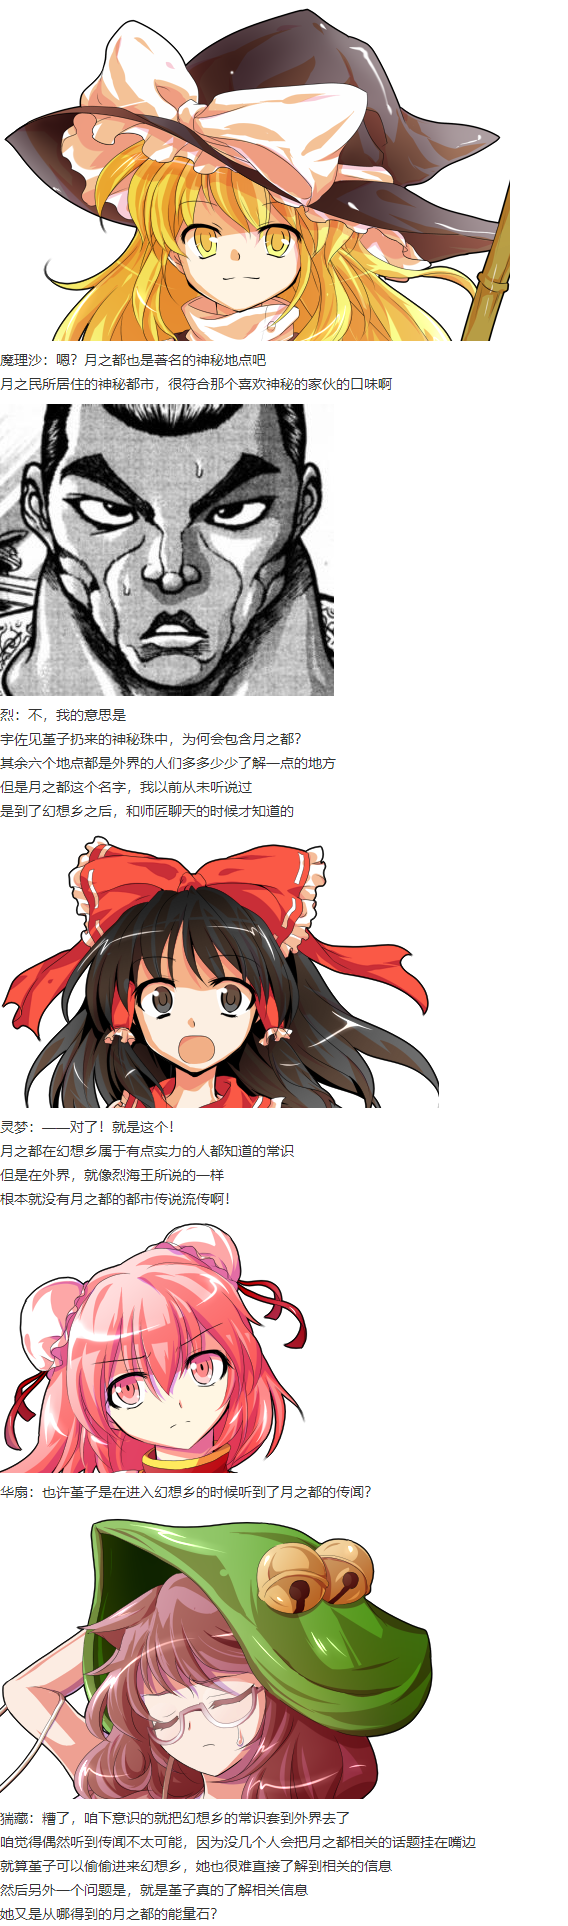 魔理沙：嗯？月之都也是著名的神秘地点吧
月之民所居住的神秘都市，很符合那个喜欢神秘的家伙的口味啊
烈：不，我的意思是
宇佐见堇子扔来的神秘珠中，为何会包含月之都？
其余六个地点都是外界的人们多多少少了解一点的地方
但是月之都这个名字，我以前从未听说过
是到了幻想乡之后，和师匠聊天的时候才知道的
灵梦：——对了！就是这个！
月之都在幻想乡属于有点实力的人都知道的常识
但是在外界，就像烈海王所说的一样
根本就没有月之都的都市传说流传啊！
华扇：也许堇子是在进入幻想乡的时候听到了月之都的传闻？
猯藏：糟了，咱下意识的就把幻想乡的常识套到外界去了
咱觉得偶然听到传闻不太可能，因为没几个人会把月之都相关的话题挂在嘴边
就算堇子可以偷偷进来幻想乡，她也很难直接了解到相关的信息
然后另外一个问题是，就是堇子真的了解相关信息
她又是从哪得到的月之都的能量石？